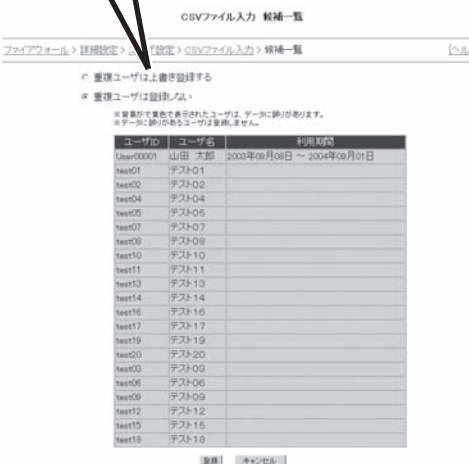 CSVファイル入力 候補一覧
ファイアウォール > 詳細設定 > ユーザ設定 > CSVファイル入力 > 候補一覧
重複ユーザは上書き登録する
重複ユーザは登録しない
※背景がで黄色で表示されたユーザは、データに誤りがあります。
※データに誤りがあるユーザは登録しません。
ユーザID ユーザ名 利用期間
User00001 山田 太郎 2003年09月08日 ～ 2004年09月01日
test01 テスト01
test02 テスト02
test04 テスト04
test05 テスト05
test07 テスト07
test08 テスト08
test10 テスト10
test11 テスト11
test13 テスト13
test14 テスト14
test16 テスト16
test17 テスト17
test19 テスト19
test20 テスト20
test03 テスト03
test06 テスト06
test09 テスト09
test12 テスト12
test15 テスト15
test18 テスト18
登録 キャンセル